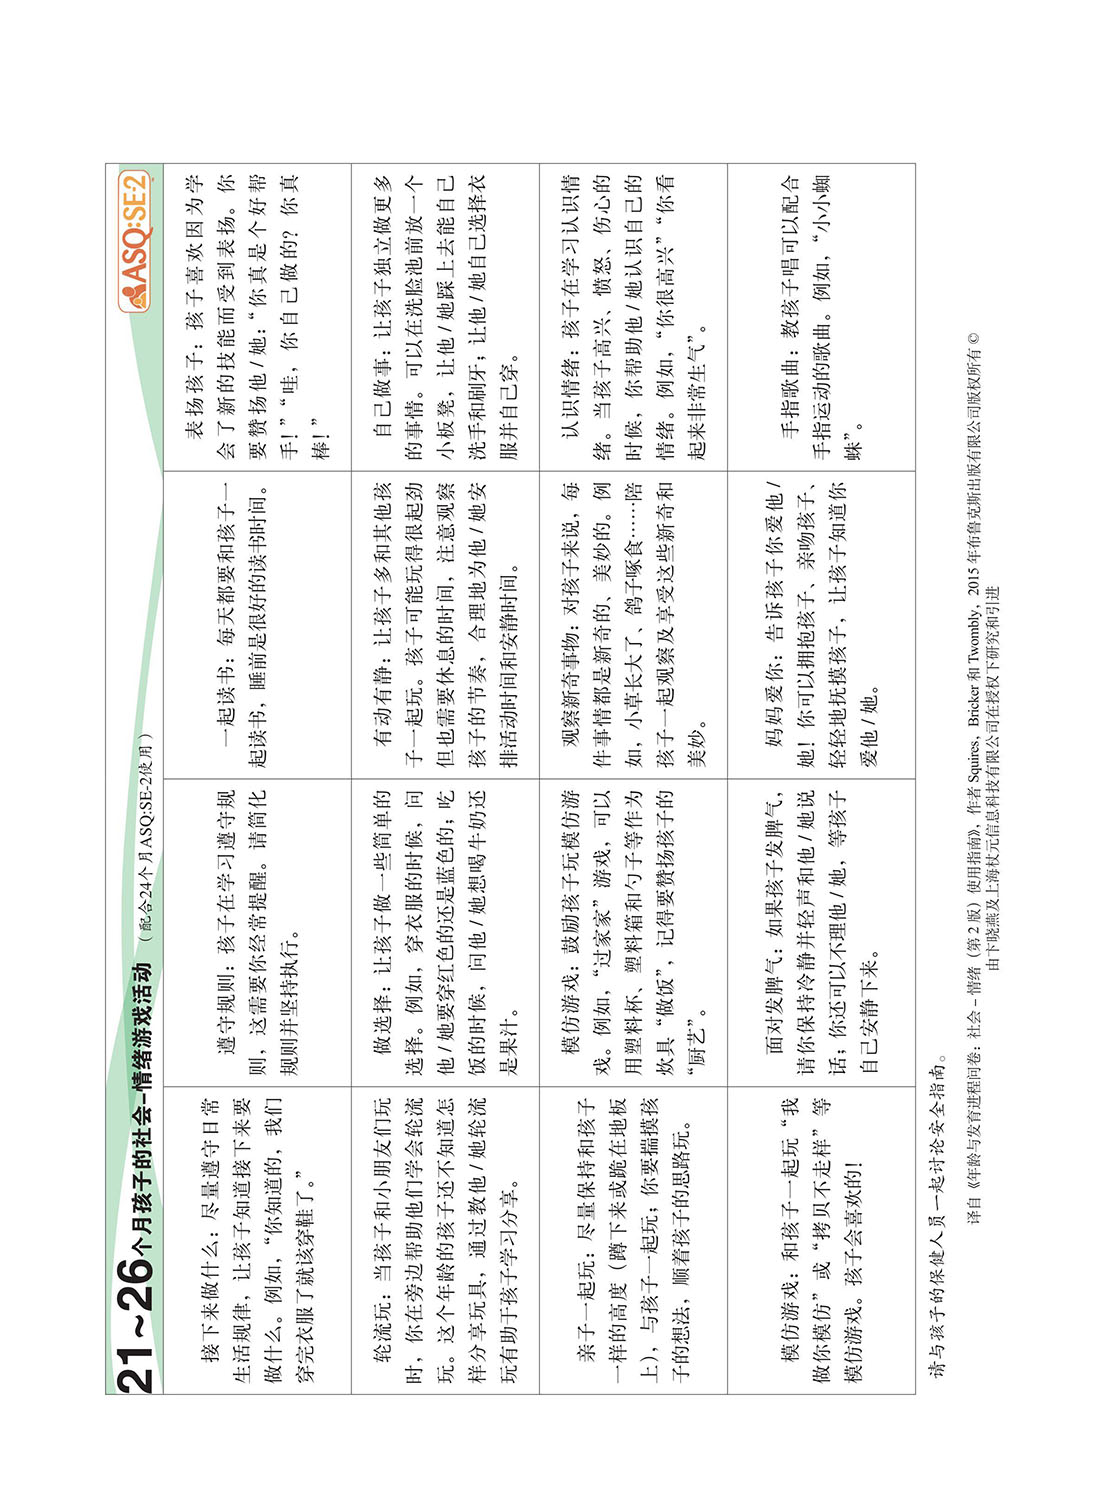 21~26个月孩子的社会-情绪游戏活动 （配合24个月ASQ:SE-2使用）
ASQ:SE-2
接下来做什么：尽量遵守日常
生活规律，让孩子知道接下来要
做什么。例如，“你知道的，我们
穿完衣服了就该穿鞋了。”
遵守规则：孩子在学习遵守规
则，这需要你经常提醒。请简化
规则并坚持执行。
一起读书：每天都要和孩子一
起读书，睡前是很好的读书时间。
表扬孩子：孩子喜欢因为学
会了新的技能而受到表扬。你
要赞扬他/她：“你真是个好帮
手！”“哇，你自己做的？你真
棒！”
轮流玩：当孩子和小朋友们玩
时，你在旁边帮助他们学会轮流
玩。这个年龄的孩子还不知道怎
样分享玩具，通过教他/她轮流
玩有助于孩子学习分享。
做选择：让孩子做一些简单的
选择。例如，穿衣服的时候，问
他/她要穿红色的还是蓝色的；吃
饭的时候，问他/她想喝牛奶还
是果汁。
有动有静：让孩子多和其他孩
子一起玩。孩子可能玩得很起劲
但也需要休息的时间，注意观察
孩子的节奏，合理地为他/她安
排活动时间和安静时间。
自己做事：让孩子独立做更多
的事情。可以在洗脸池前放一个
小板凳，让他/她踩上去能自己
洗手和刷牙；让他/她自己选择衣
服并自己穿。
亲子一起玩：尽量保持和孩子
一样的高度（蹲下来或跪在地板
上），与孩子一起玩；你要揣摸孩
子的想法，顺着孩子的思路玩。
模仿游戏：鼓励孩子玩模仿游
戏。例如，“过家家”游戏，可以
用塑料杯、塑料箱和勺子等作为
炊具“做饭”，记得要赞扬孩子的
“厨艺”。
观察新奇事物：对孩子来说，每
件事情都是新奇的、美妙的。例
如，小草长大了、鸽子啄食……陪
孩子一起观察及享受这些新奇和
美妙。
认识情绪：孩子在学习认识情
绪。当孩子高兴、愤怒、伤心的
时候，你帮助他/她认识自己的
情绪。例如，“你很高兴”“你看
起来非常生气”。
模仿游戏：和孩子一起玩“我
做你模仿”或“拷贝不走样”等
模仿游戏。孩子会喜欢的！
面对发脾气：如果孩子发脾气，
请你保持冷静并轻声和他/她说
话；你还可以不理他/她，等孩子
自己安静下来。
妈妈爱你：告诉孩子你爱他/
她！你可以拥抱孩子、亲吻孩子、
轻轻地抚摸孩子，让孩子知道你
爱他/她。
手指歌曲：教孩子唱可以配合
手指运动的歌曲。例如，“小小蜘
蛛”。
请与孩子的保健人员一起讨论安全指南。
译自《年龄与发育进程问卷：社会－情绪（第2版）使用指南》，作者 Squires，Bricker 和 Twombly，2015 年布鲁克斯出版有限公司版权所有 ©
由卞晓燕及上海杖元信息科技有限公司在授权下研究和引进